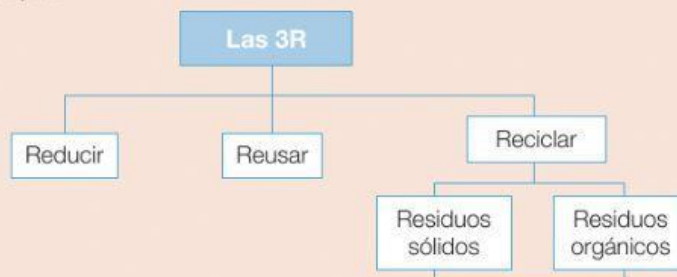 Las 3R
Reducir
Reusar
Reciclar
Residuos
sólidos
Residuos
orgánicos